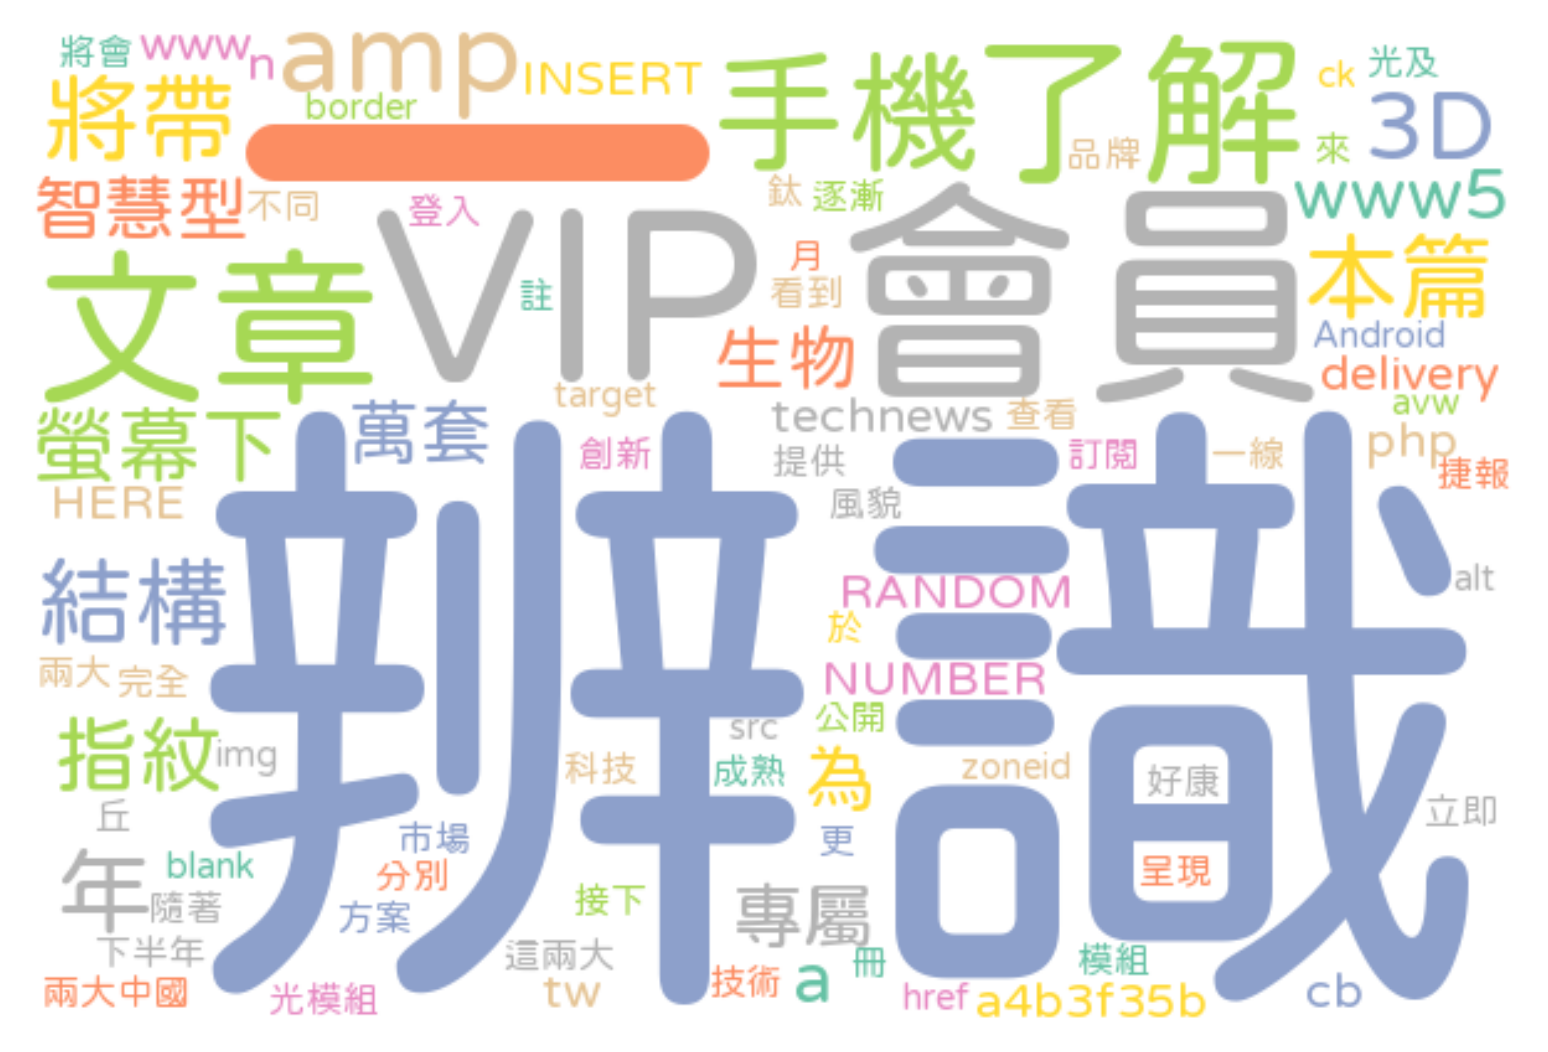 將會 www n amp INSERT 手機 了解 ck 光及
將帶 border 一 品牌 來 3D
智慧型 不同 登入 鈦 逐漸 www5
文章 VIP 註 月 看到 會員 本篇
生物 Android
target delivery
螢幕下 萬套 technews 查看 avw
HERE 創新 提供 訂閱 一線 php 捷報
風貌
結構 辨識 RANDOM alt
兩大 完全 於
NUMBER
指紋 img src 公開
科技 成熟 為 zoneid 好康
丘 市場 更 立即
年 blank 分別 呈現
隨著 方案 接下 專屬
下半年 這兩大 冊 模組
兩大中國 光模組 tw 技術 a href a4b3f35b cb